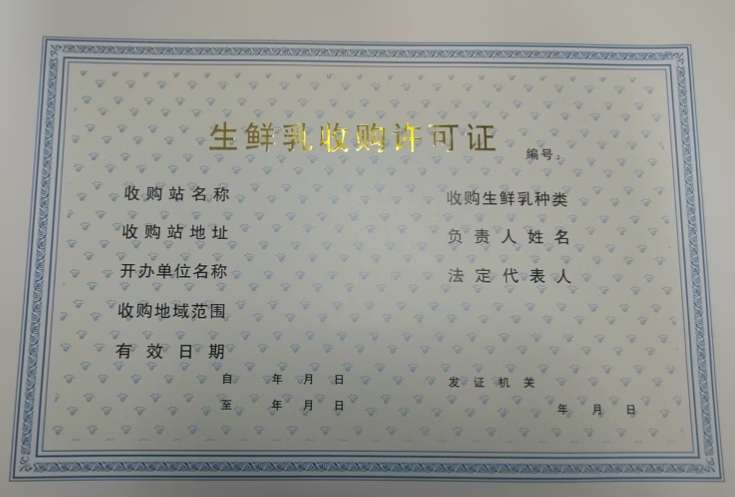 生鲜乳收购许可证
编号：
收购站名称
收购生鲜乳种类
收购站地址
负责人姓名
开办单位名称
法定代表人
收购地域范围
有效日期
自 年 月 日
发证机关
至 年 月 日
年 月 日